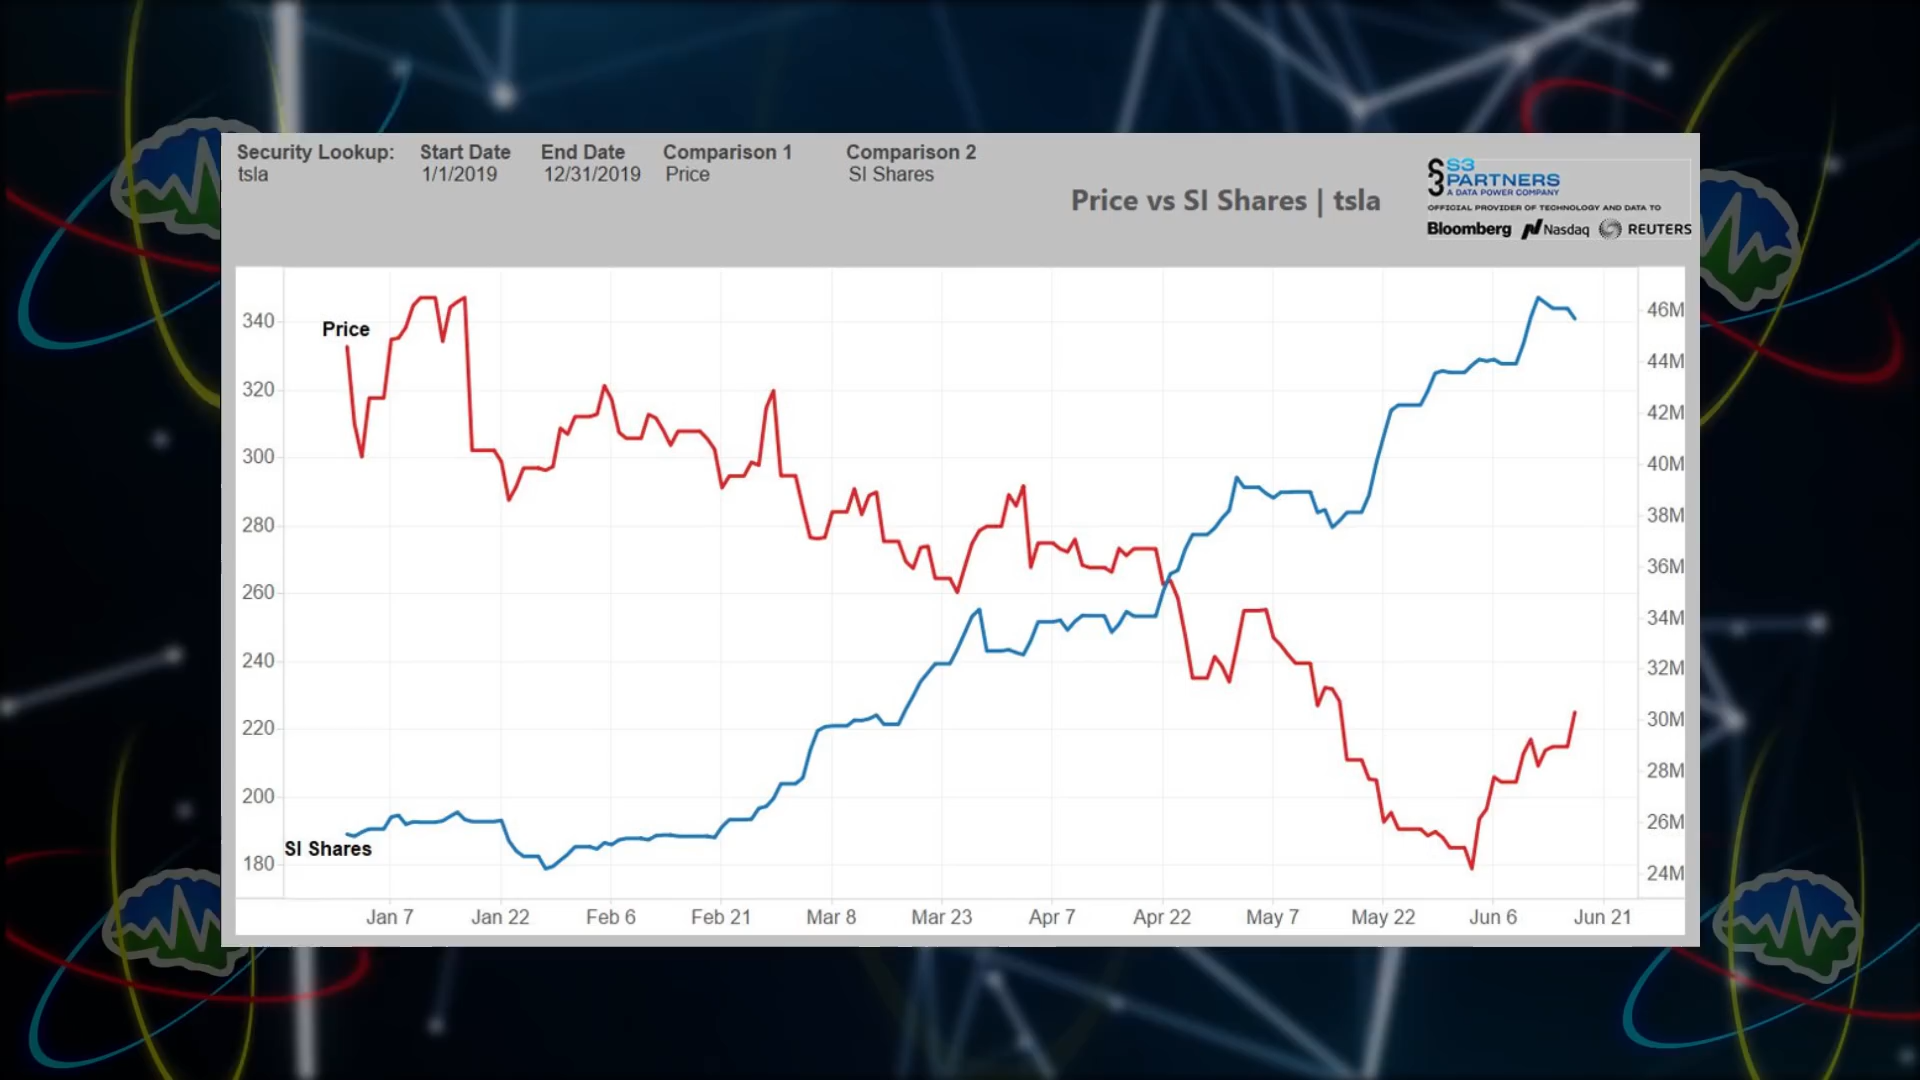 Security Lookup: Start Date End Date Comparison 1 Comparison 2
tsla 1/1/2019 12/31/2019 Price SI Shares
Price vs SI Shares | tsla
S3 S3
PARTNERS
A DATA POWER COMPANY
OFFICIAL PROVIDER OF TECHNOLOGY AND DATA TO
Bloomberg Nasdaq REUTERS
Price
SI Shares
340
320
300
280
260
240
220
200
180
46M
44M
42M
40M
38M
36M
34M
32M
30M
28M
26M
24M
Jan 7 Jan 22 Feb 6 Feb 21 Mar 8 Mar 23 Apr 7 Apr 22 May 7 May 22 Jun 6 Jun 21